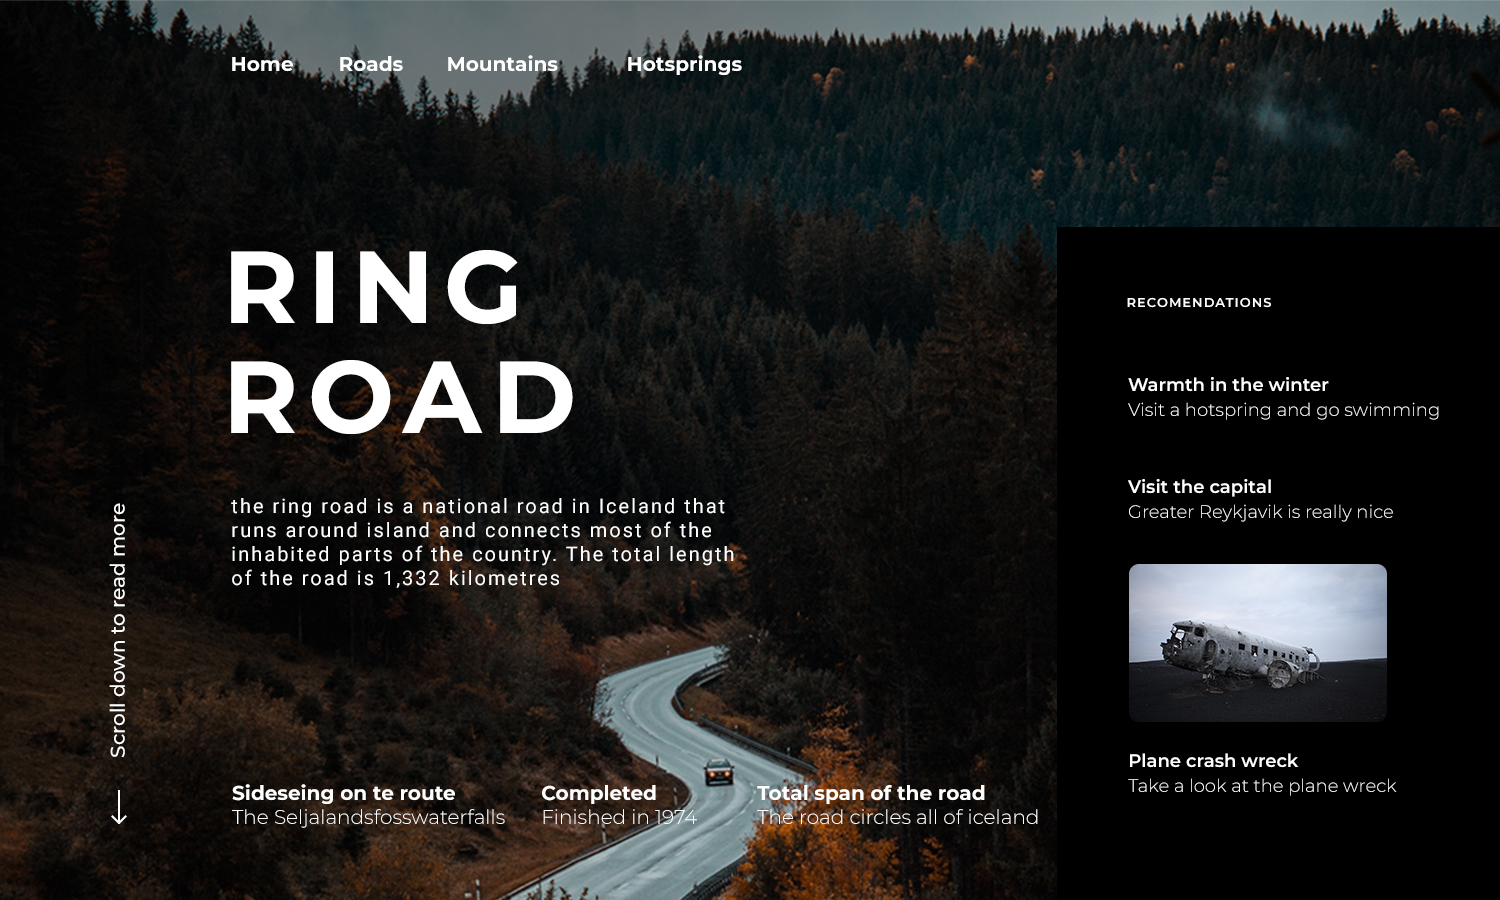 Home Roads Mountains Hotsprings
RING
ROAD
the ring road is a national road in Iceland that
runs around island and connects most of the
inhabited parts of the country. The total length
of the road is 1,332 kilometres
Scroll down to read more
Sideseing on te route
The Seljalandsfosswaterfalls
Completed
Finished in 1974
Total span of the road
The road circles all of iceland
RECOMENDATIONS
Warmth in the winter
Visit a hotspring and go swimming
Visit the capital
Greater Reykjavik is really nice
Plane crash wreck
Take a look at the plane wreck